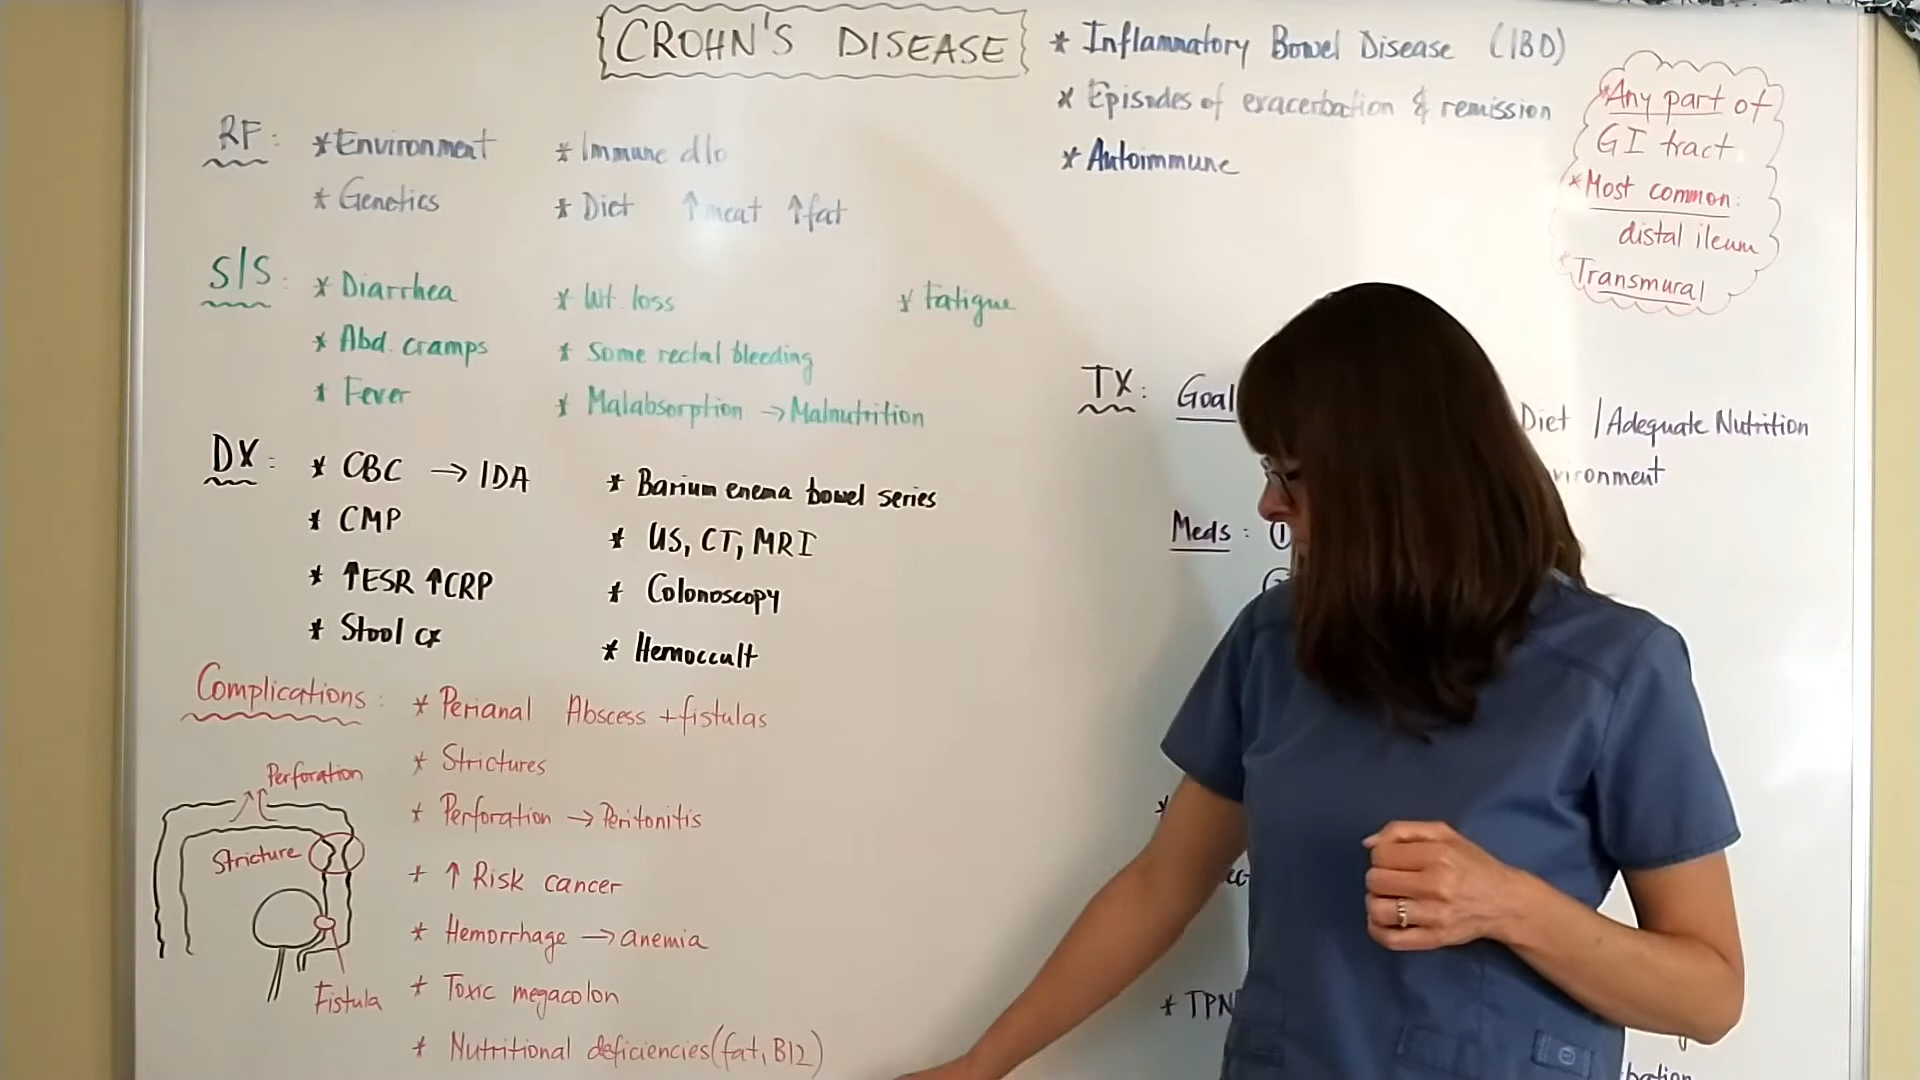 CROHN'S DISEASE
* Inflammatory Bowel Disease (IBD)
* Episodes of exacerbation & remission
* Autoimmune
*Any part of
GI tract
*Most common:
distal ileum
*Transmural
RF: *Environment * Immune d/o
* Genetics * Diet ↑meat ↑fat
S/S: * Diarrhea * Wt. loss * Fatigue
* Abd. cramps * Some rectal bleeding
* Fever * Malabsorption → Malnutrition
DX: * CBC → IDA * Barium enema bowel series
* CMP * US, CT, MRI
* ↑ESR ↑CRP * Colonoscopy
* Stool cx * Hemoccult
Complications: * Perianal Abscess + fistulas
* Strictures
* Perforation → Peritonitis
* ↑ Risk cancer
* Hemorrhage → anemia
* Toxic megacolon
* Nutritional deficiencies (fat, B12)
Perforation
Stricture
Fistula
TX: Goal
Diet / Adequate Nutrition
Meds: ①
* TPN